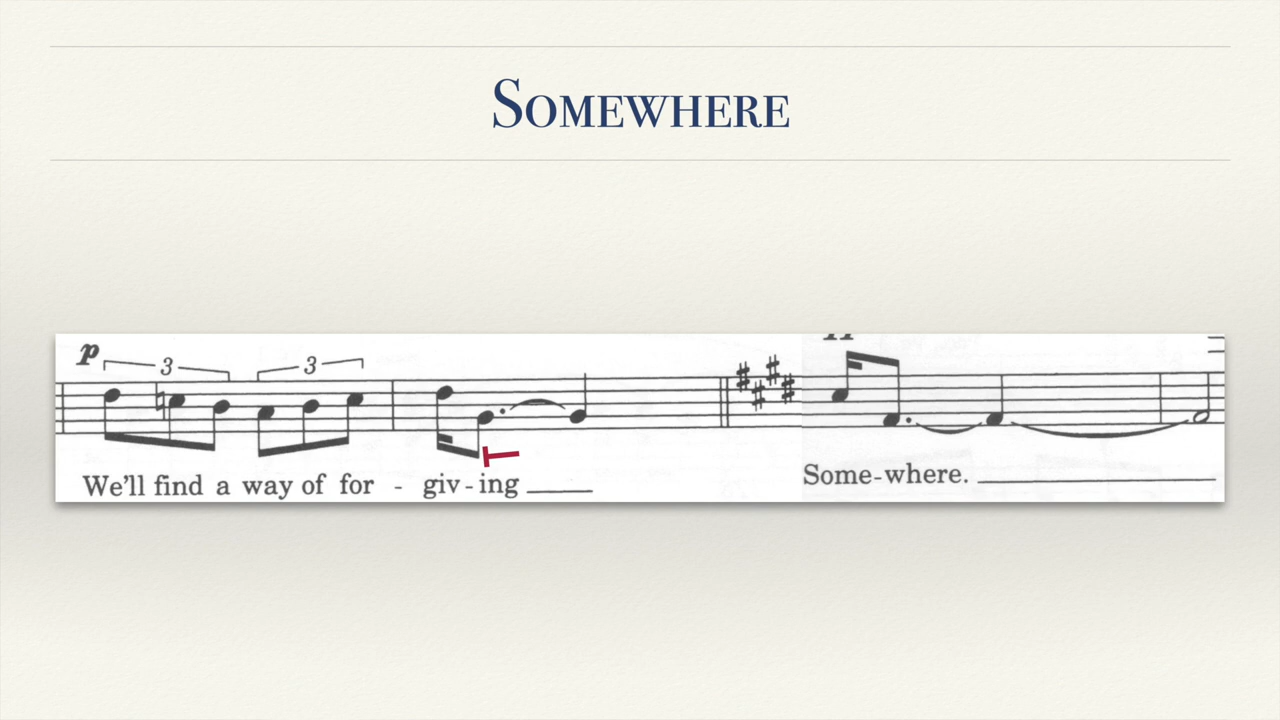 Somewhere
p
3 3
We'll find a way of for - giv - ing
Some-where.